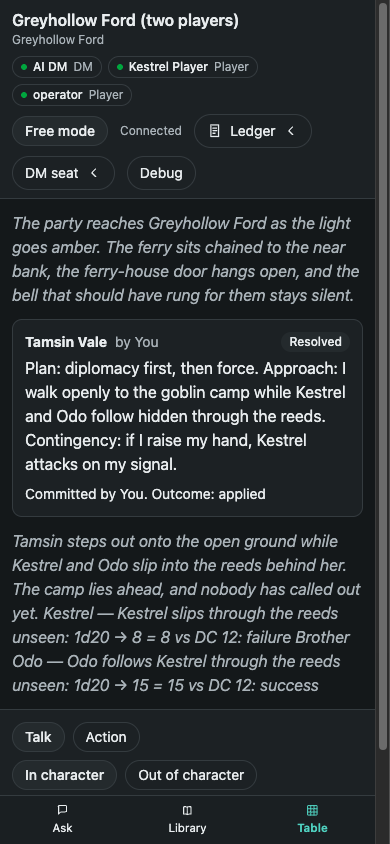 Greyhollow Ford (two players)
Greyhollow Ford
AI DM DM
Kestrel Player Player
operator Player
Free mode
Connected
Ledger
DM seat
Debug
The party reaches Greyhollow Ford as the light
goes amber. The ferry sits chained to the near
bank, the ferry-house door hangs open, and the
bell that should have rung for them stays silent.
Tamsin Vale by You
Resolved
Plan: diplomacy first, then force. Approach: I
walk openly to the goblin camp while Kestrel
and Odo follow hidden through the reeds.
Contingency: if I raise my hand, Kestrel
attacks on my signal.
Committed by You. Outcome: applied
Tamsin steps out onto the open ground while
Kestrel and Odo slip into the reeds behind her.
The camp lies ahead, and nobody has called out
yet. Kestrel — Kestrel slips through the reeds
unseen: 1d20 → 8 = 8 vs DC 12: failure Brother
Odo — Odo follows Kestrel through the reeds
unseen: 1d20 → 15 = 15 vs DC 12: success
Talk
Action
In character
Out of character
Ask
Library
Table